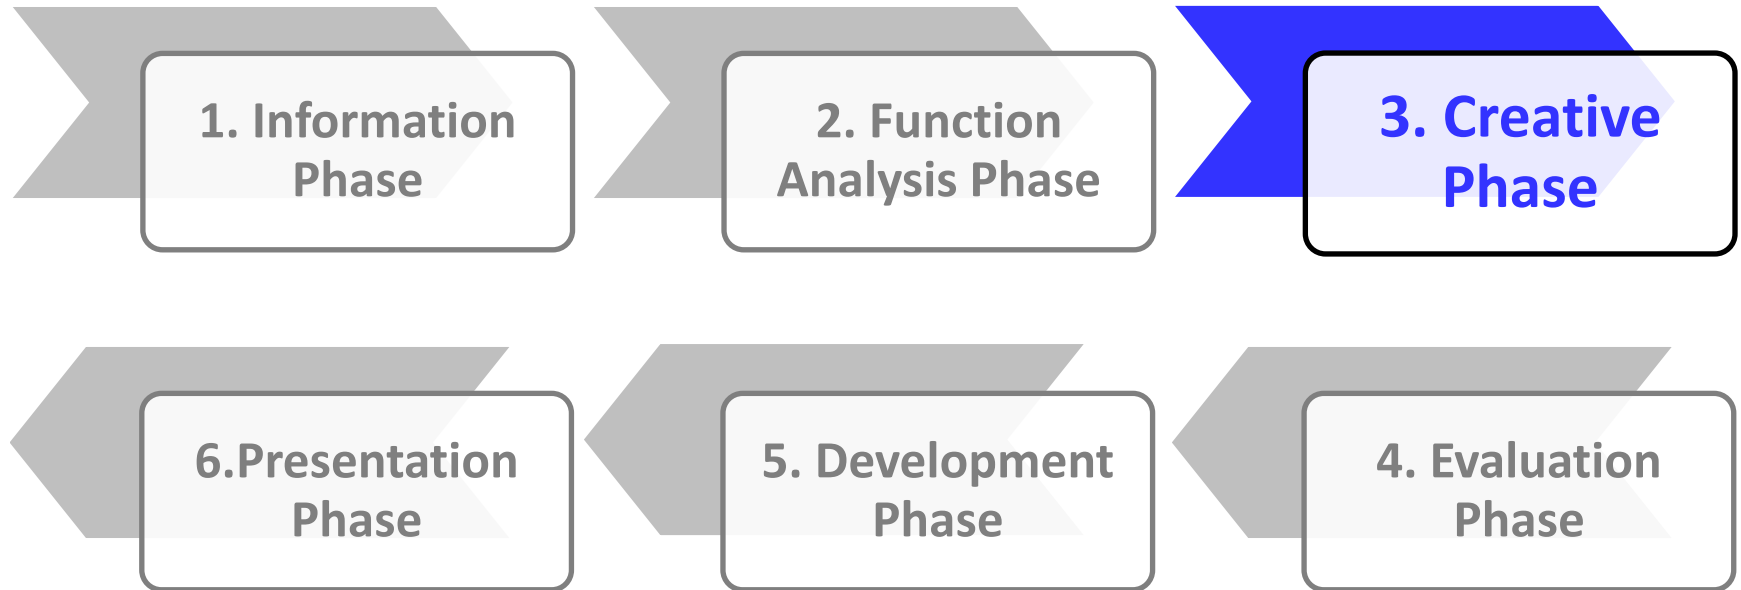 1. Information
Phase
2. Function
Analysis Phase
3. Creative
Phase
6.Presentation
Phase
5. Development
Phase
4. Evaluation
Phase